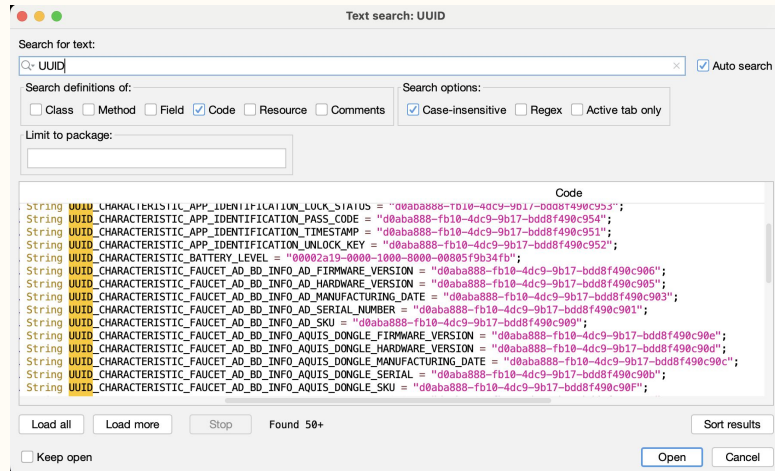 Text search: UUID
Search for text:
UUID
Auto search
Search definitions of:
Search options:
Class Method Field Code Resource Comments
Case-insensitive Regex Active tab only
Limit to package:
Code
String UUID_CHARACTERISTIC_APP_IDENTIFICATION_LOCK_STATUS = "d0aba888-fb10-4dc9-9b17-bdd8f490c953";
String UUID_CHARACTERISTIC_APP_IDENTIFICATION_PASS_CODE = "d0aba888-fb10-4dc9-9b17-bdd8f490c954";
String UUID_CHARACTERISTIC_APP_IDENTIFICATION_TIMESTAMP = "d0aba888-fb10-4dc9-9b17-bdd8f490c951";
String UUID_CHARACTERISTIC_APP_IDENTIFICATION_UNLOCK_KEY = "d0aba888-fb10-4dc9-9b17-bdd8f490c952";
String UUID_CHARACTERISTIC_BATTERY_LEVEL = "00002a19-0000-1000-8000-00805f9b34fb";
String UUID_CHARACTERISTIC_FAUCET_AD_BD_INFO_AD_FIRMWARE_VERSION = "d0aba888-fb10-4dc9-9b17-bdd8f490c906";
String UUID_CHARACTERISTIC_FAUCET_AD_BD_INFO_AD_HARDWARE_VERSION = "d0aba888-fb10-4dc9-9b17-bdd8f490c905";
String UUID_CHARACTERISTIC_FAUCET_AD_BD_INFO_AD_MANUFACTURING_DATE = "d0aba888-fb10-4dc9-9b17-bdd8f490c903";
String UUID_CHARACTERISTIC_FAUCET_AD_BD_INFO_AD_SERIAL_NUMBER = "d0aba888-fb10-4dc9-9b17-bdd8f490c901";
String UUID_CHARACTERISTIC_FAUCET_AD_BD_INFO_AD_SKU = "d0aba888-fb10-4dc9-9b17-bdd8f490c909";
String UUID_CHARACTERISTIC_FAUCET_AD_BD_INFO_AQUIS_DONGLE_FIRMWARE_VERSION = "d0aba888-fb10-4dc9-9b17-bdd8f490c90e";
String UUID_CHARACTERISTIC_FAUCET_AD_BD_INFO_AQUIS_DONGLE_HARDWARE_VERSION = "d0aba888-fb10-4dc9-9b17-bdd8f490c90d";
String UUID_CHARACTERISTIC_FAUCET_AD_BD_INFO_AQUIS_DONGLE_MANUFACTURING_DATE = "d0aba888-fb10-4dc9-9b17-bdd8f490c90c";
String UUID_CHARACTERISTIC_FAUCET_AD_BD_INFO_AQUIS_DONGLE_SERIAL = "d0aba888-fb10-4dc9-9b17-bdd8f490c90b";
String UUID_CHARACTERISTIC_FAUCET_AD_BD_INFO_AQUIS_DONGLE_SKU = "d0aba888-fb10-4dc9-9b17-bdd8f490c90F";
Load all Load more Stop Found 50+ Sort results
Keep open Open Cancel